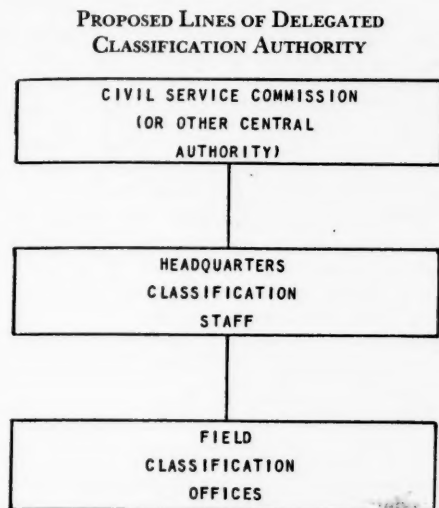 PROPOSED LINES OF DELEGATED
CLASSIFICATION AUTHORITY
CIVIL SERVICE COMMISSION
(OR OTHER CENTRAL
AUTHORITY)
HEADQUARTERS
CLASSIFICATION
STAFF
FIELD
CLASSIFICATION
OFFICES